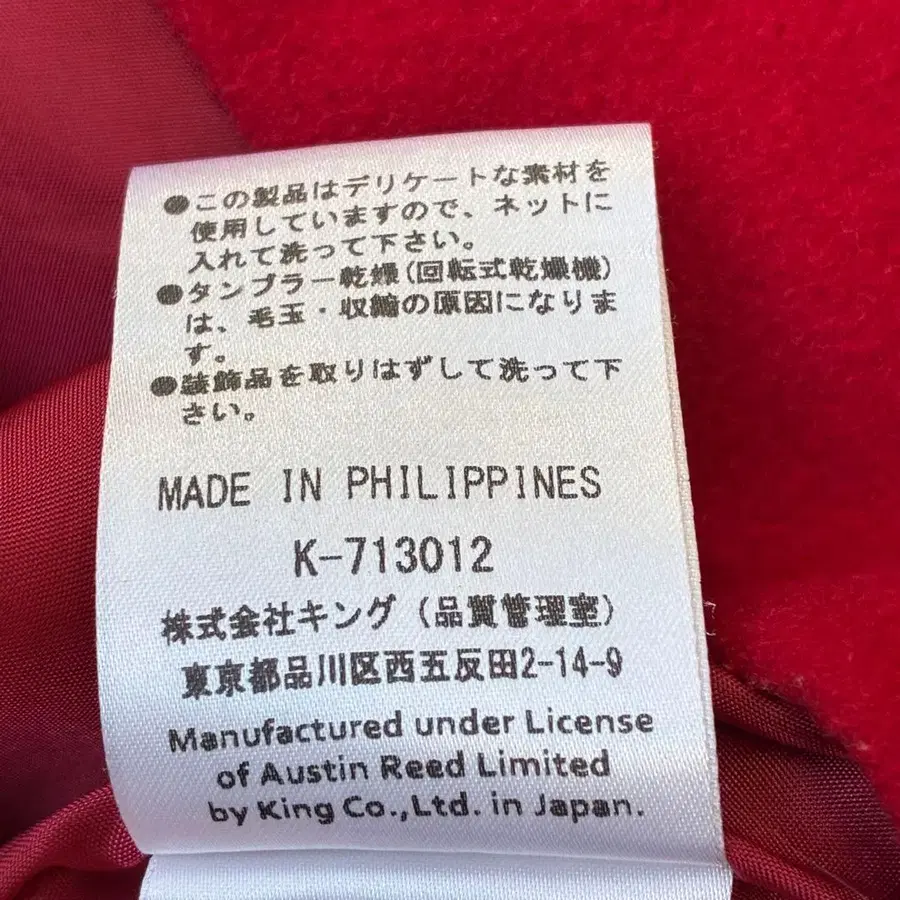 ●この製品はデリケートな素材を
使用していますので、ネットに
入れて洗って下さい。
●タンブラー乾燥(回転式乾燥機)
は、毛玉・収縮の原因になりま
す。
●装飾品を取りはずして洗って下
さい。
MADE IN PHILIPPINES
K-713012
株式会社キング(品質管理室)
東京都品川区西五反田2-14-9
Manufactured under License
of Austin Reed Limited
by King Co.,Ltd. in Japan.